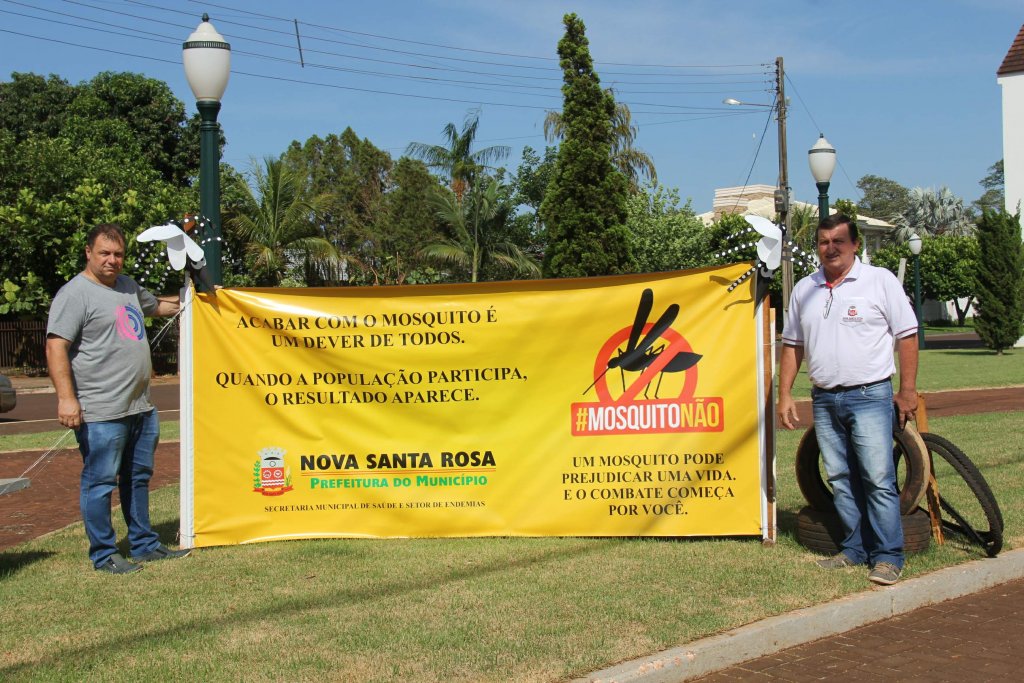 ACABAR COM O MOSQUITO É
UM DEVER DE TODOS.
QUANDO A POPULAÇÃO PARTICIPA,
O RESULTADO APARECE.
NOVA SANTA ROSA
PREFEITURA DO MUNICÍPIO
SECRETARIA MUNICIPAL DE SAUDE E SETOR DE ENDEMIAS
#MOSQUITONÃO
UM MOSQUITO PODE
PREJUDICAR UMA VIDA.
E O COMBATE COMEÇA
POR VOCÊ.